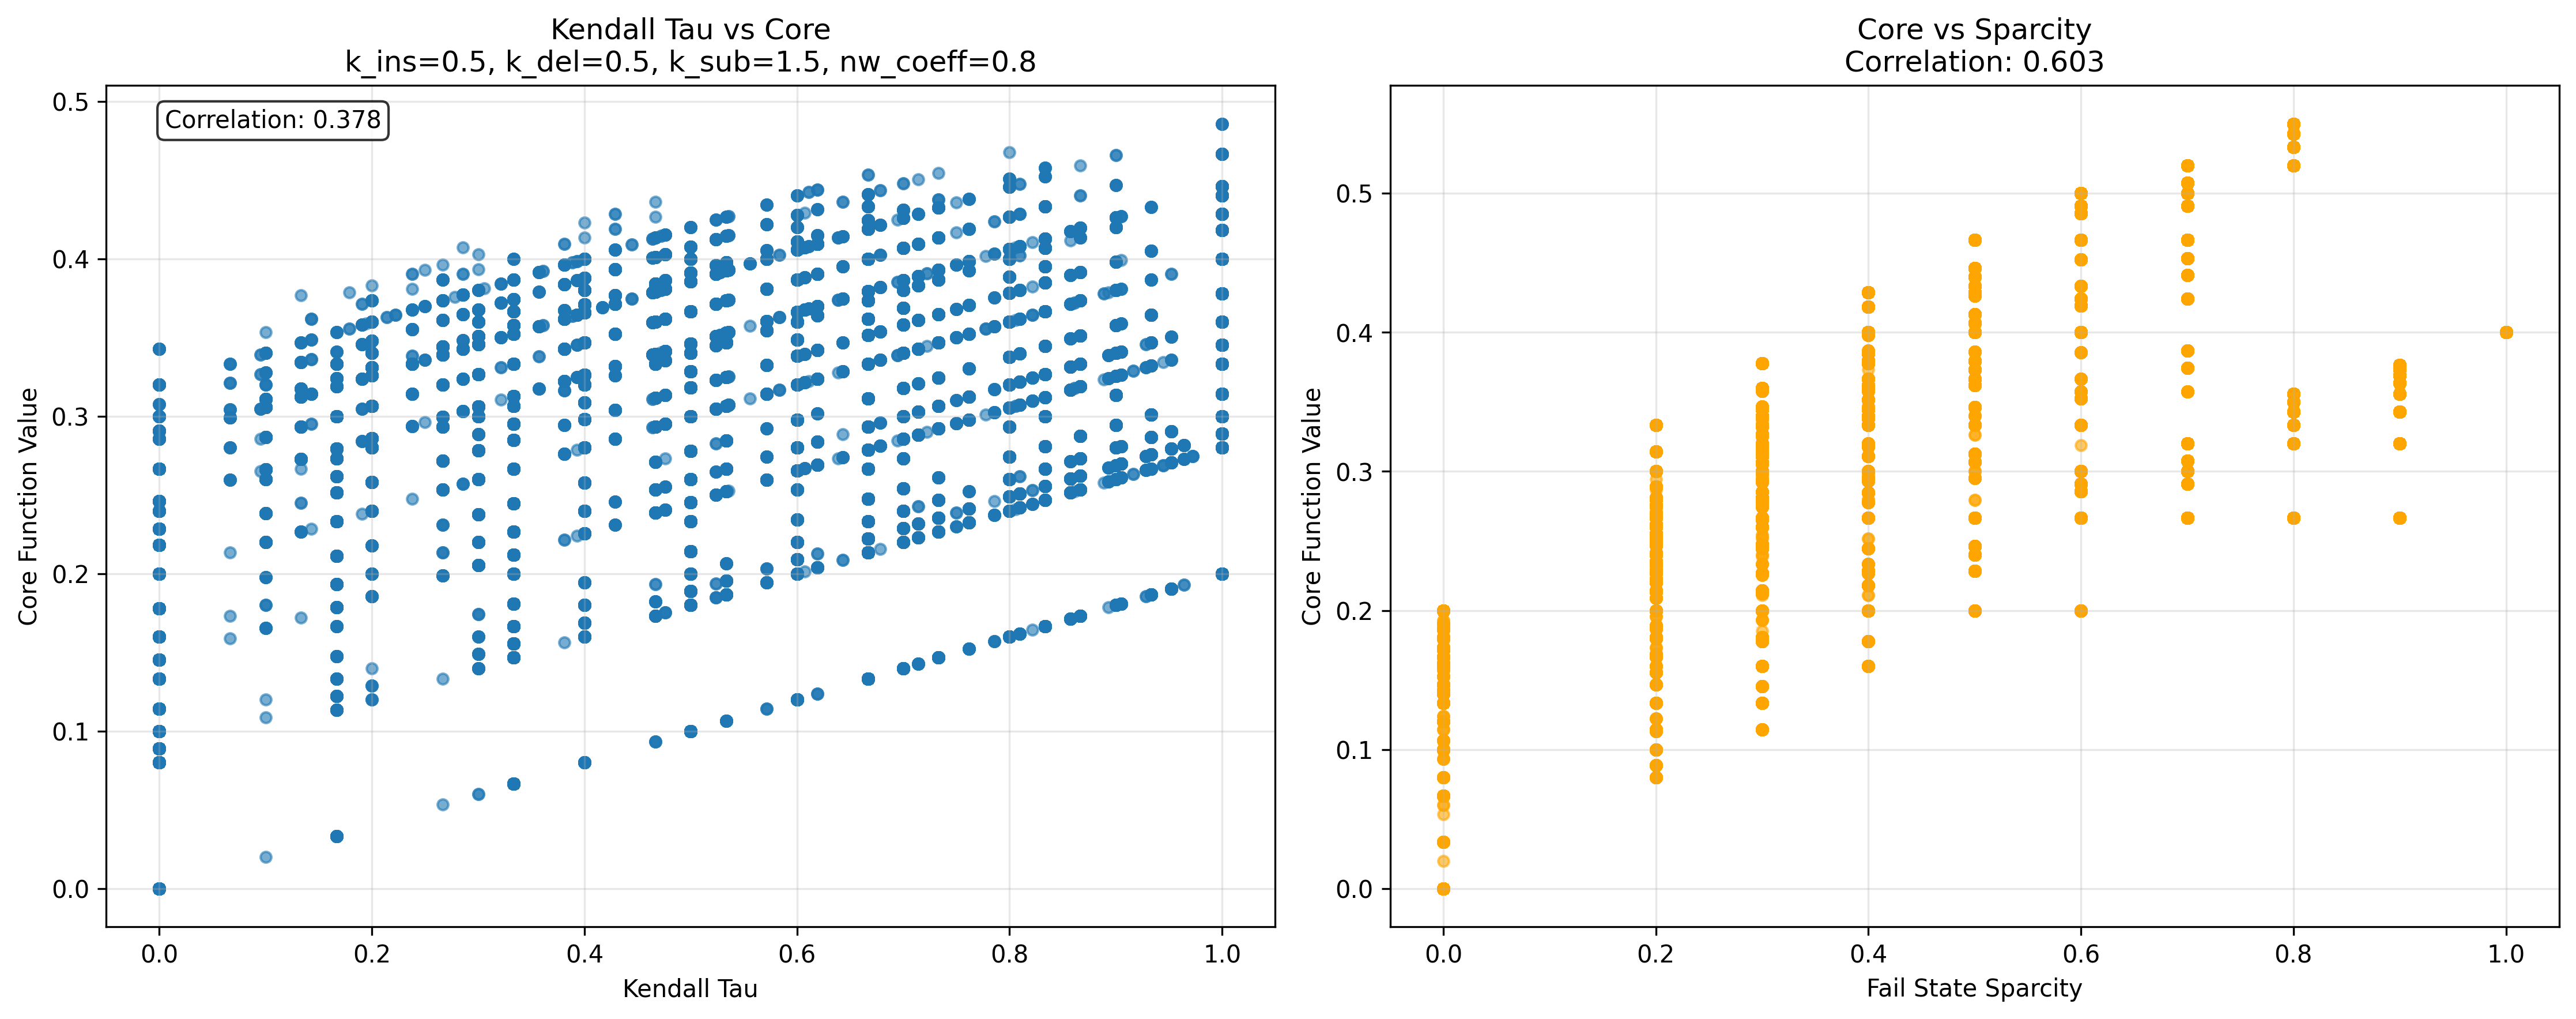 Kendall Tau vs Core
k_ins=0.5, k_del=0.5, k_sub=1.5, nw_coeff=0.8
Correlation: 0.378
0.5
0.4
0.3
0.2
0.1
0.0
Core Function Value
0.0 0.2 0.4 0.6 0.8 1.0
Kendall Tau
Core vs Sparcity
Correlation: 0.603
0.5
0.4
0.3
0.2
0.1
0.0
Core Function Value
0.0 0.2 0.4 0.6 0.8 1.0
Fail State Sparcity